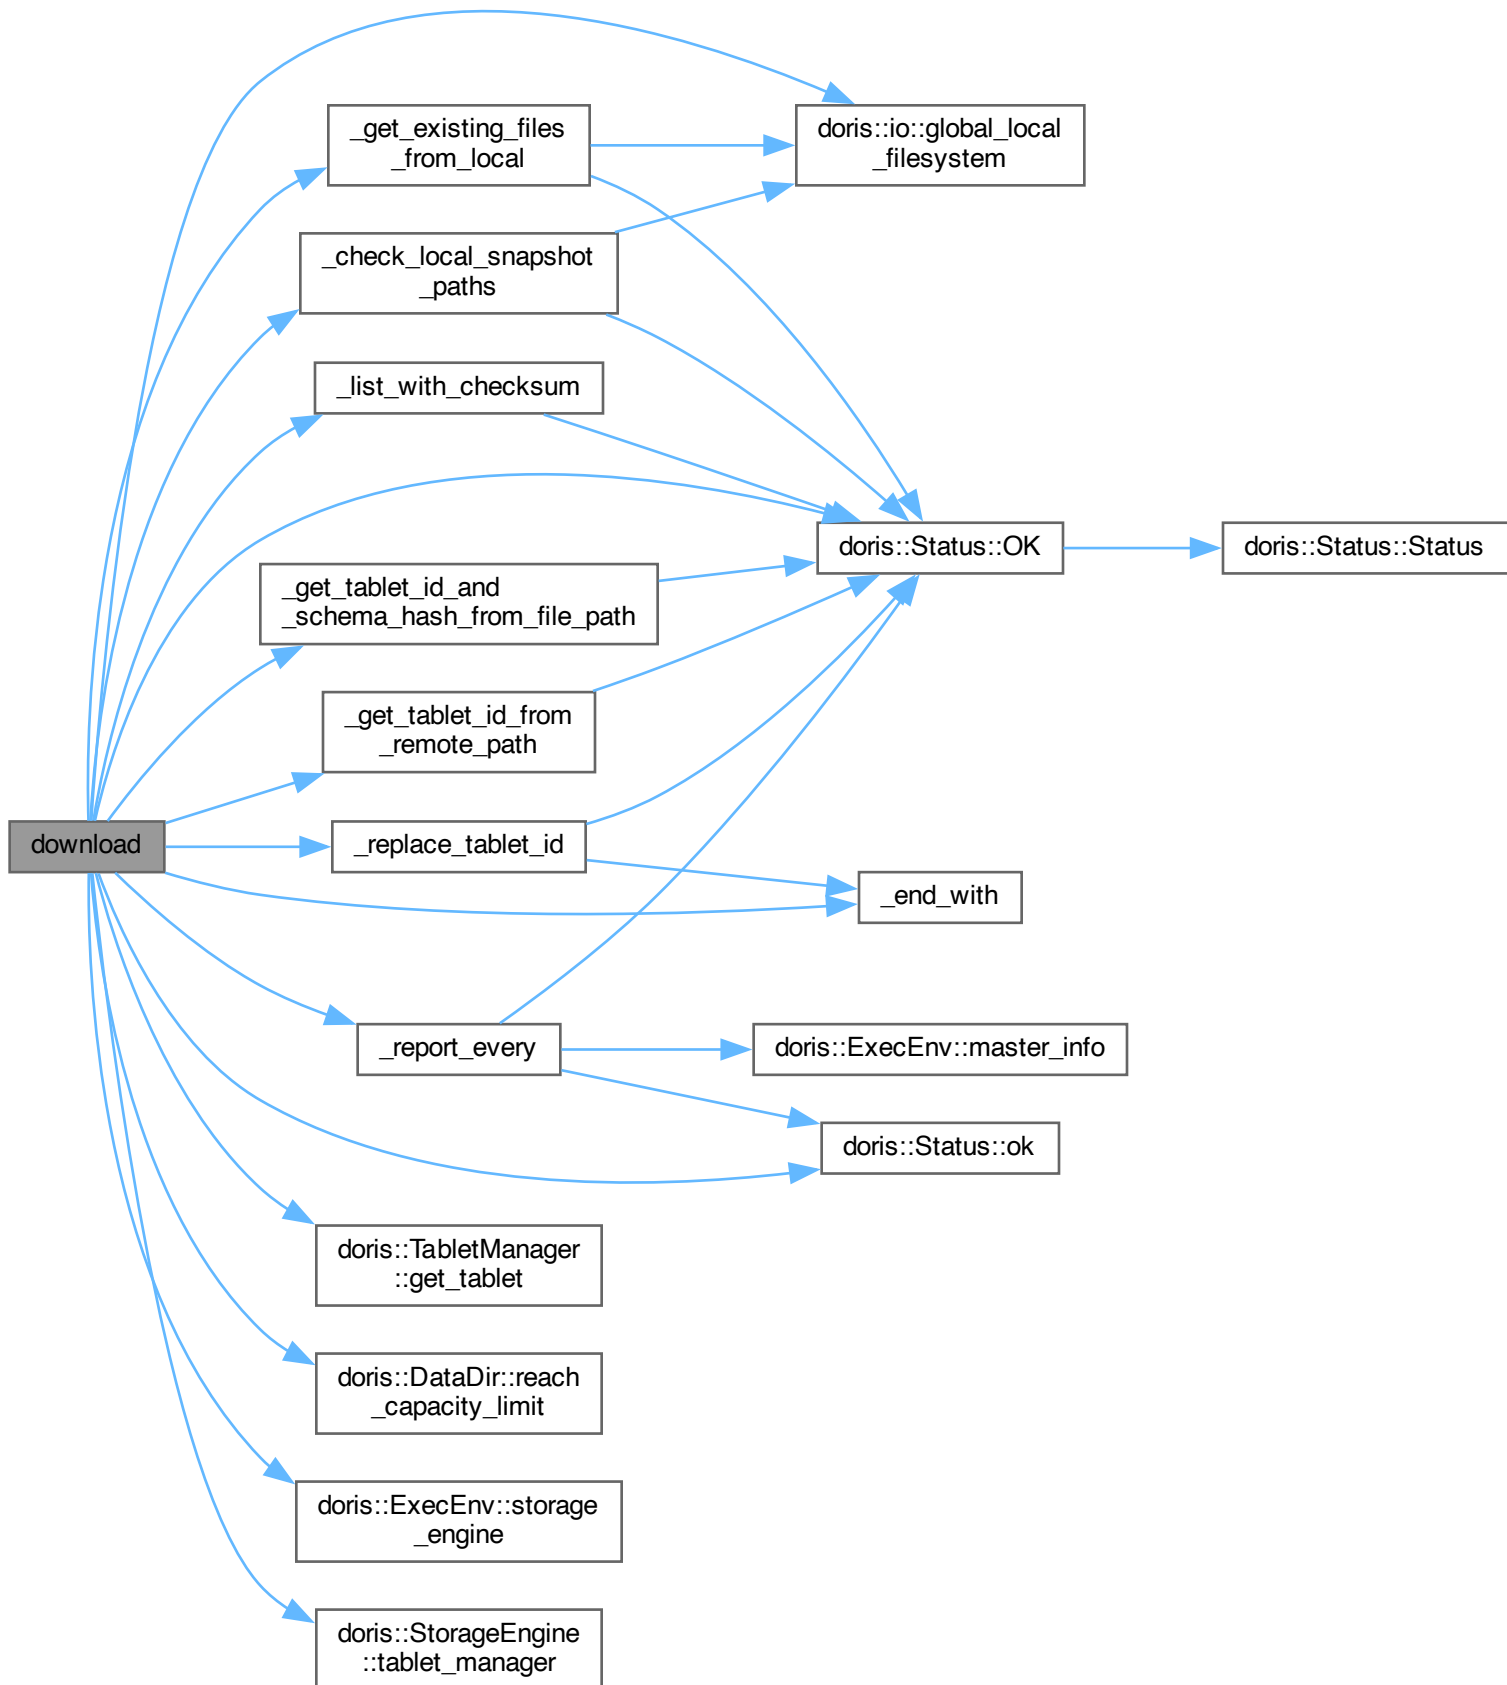 _get_existing_files
_from_local
doris::io::global_local
_filesystem
_check_local_snapshot
_paths
_list_with_checksum
doris::Status::OK
doris::Status::Status
_get_tablet_id_and
_schema_hash_from_file_path
_get_tablet_id_from
_remote_path
download
_replace_tablet_id
_end_with
_report_every
doris::ExecEnv::master_info
doris::Status::ok
doris::TabletManager
::get_tablet
doris::DataDir::reach
_capacity_limit
doris::ExecEnv::storage
_engine
doris::StorageEngine
::tablet_manager